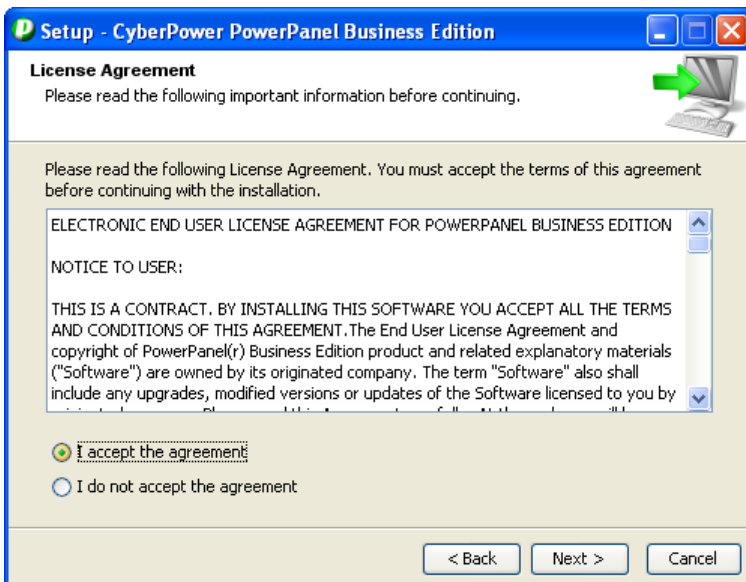 Setup - CyberPower PowerPanel Business Edition
License Agreement
Please read the following important information before continuing.
Please read the following License Agreement. You must accept the terms of this agreement
before continuing with the installation.
ELECTRONIC END USER LICENSE AGREEMENT FOR POWERPANEL BUSINESS EDITION
NOTICE TO USER:
THIS IS A CONTRACT. BY INSTALLING THIS SOFTWARE YOU ACCEPT ALL THE TERMS
AND CONDITIONS OF THIS AGREEMENT.The End User License Agreement and
copyright of PowerPanel(r) Business Edition product and related explanatory materials
("Software") are owned by its originated company. The term "Software" also shall
include any upgrades, modified versions or updates of the Software licensed to you by
I accept the agreement
I do not accept the agreement
< Back
Next >
Cancel